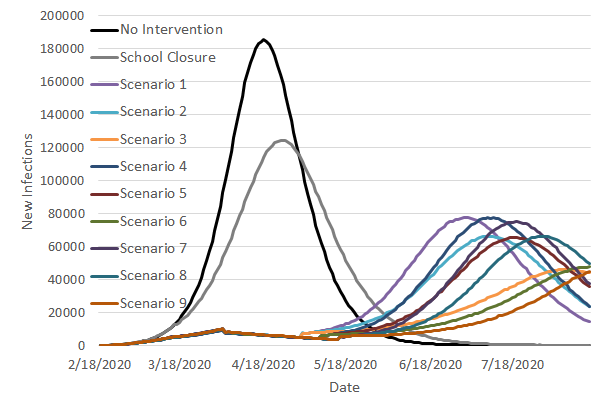 200000
180000
160000
140000
120000
100000
80000
60000
40000
20000
0
New Infections
No Intervention
School Closure
Scenario 1
Scenario 2
Scenario 3
Scenario 4
Scenario 5
Scenario 6
Scenario 7
Scenario 8
Scenario 9
2/18/2020 3/18/2020 4/18/2020 5/18/2020 6/18/2020 7/18/2020
Date